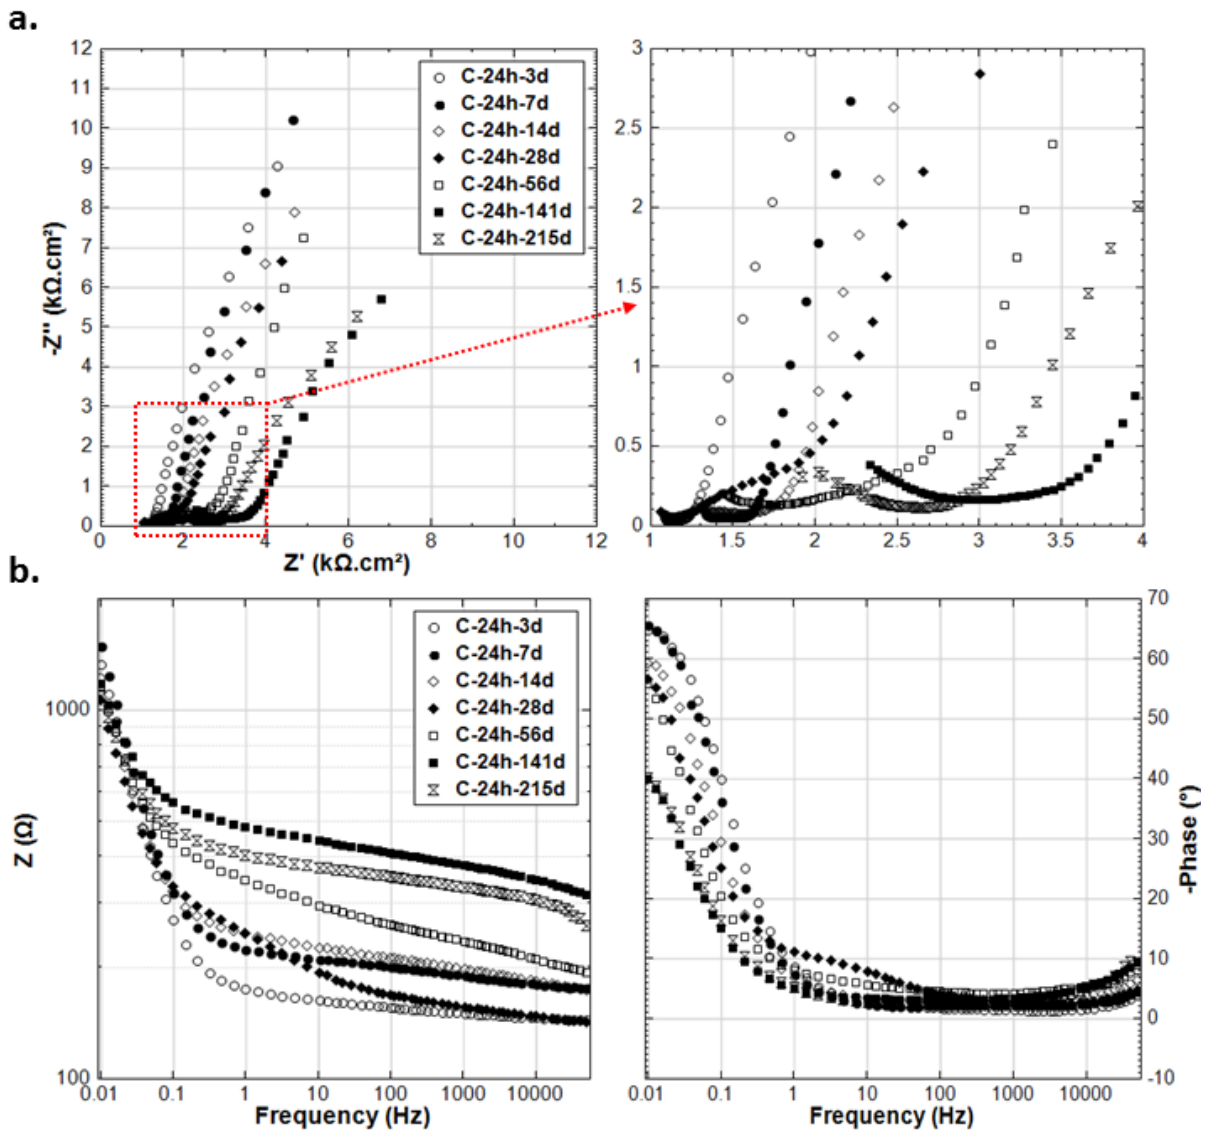 a.
12
11
10
9
8
7
6
5
4
3
2
1
0
-Z'' (kΩ.cm²)
C-24h-3d
C-24h-7d
C-24h-14d
C-24h-28d
C-24h-56d
C-24h-141d
C-24h-215d
0 2 4 6 8 10 12
Z' (kΩ.cm²)
3
2.5
2
1.5
1
0.5
0
1 1.5 2 2.5 3 3.5 4
b.
1000
100
Z (Ω)
C-24h-3d
C-24h-7d
C-24h-14d
C-24h-28d
C-24h-56d
C-24h-141d
C-24h-215d
0.01 0.1 1 10 100 1000 10000
Frequency (Hz)
70
60
50
40
30
20
10
0
-10
-Phase (°)
0.01 0.1 1 10 100 1000 10000
Frequency (Hz)